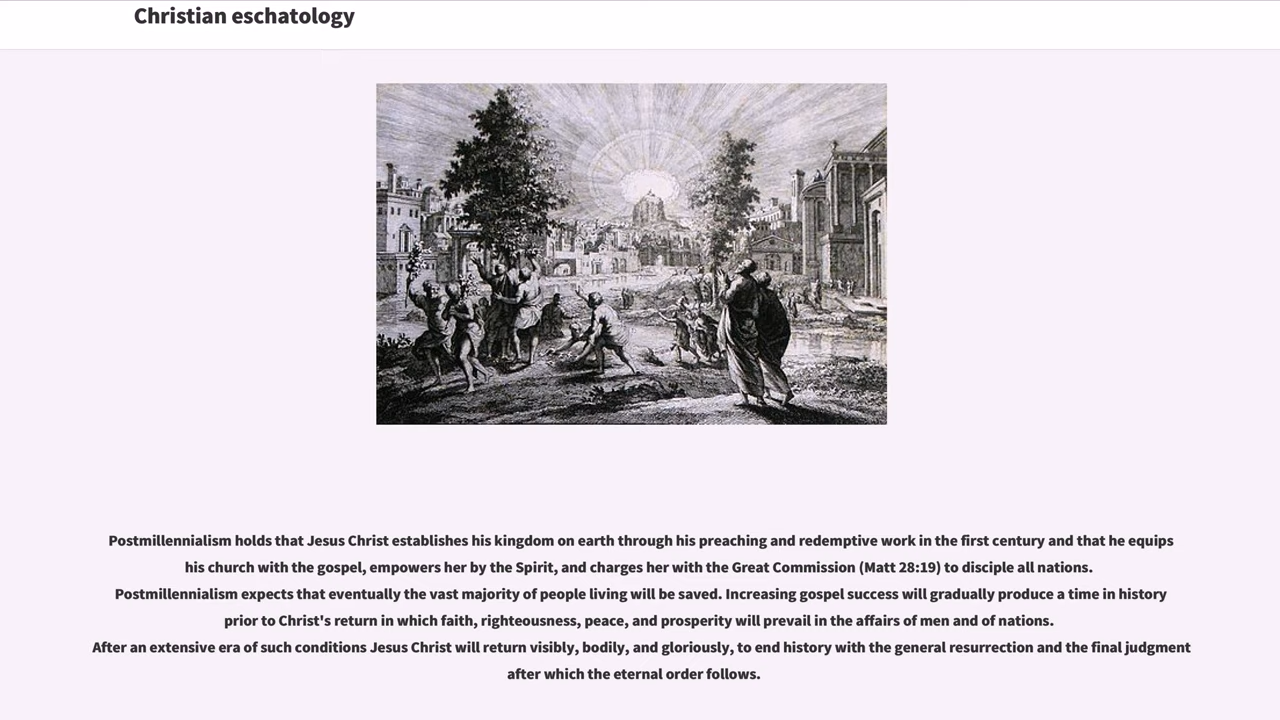 Christian eschatology
Postmillennialism holds that Jesus Christ establishes his kingdom on earth through his preaching and redemptive work in the first century and that he equips
his church with the gospel, empowers her by the Spirit, and charges her with the Great Commission (Matt 28:19) to disciple all nations.
Postmillennialism expects that eventually the vast majority of people living will be saved. Increasing gospel success will gradually produce a time in history
prior to Christ's return in which faith, righteousness, peace, and prosperity will prevail in the affairs of men and of nations.
After an extensive era of such conditions Jesus Christ will return visibly, bodily, and gloriously, to end history with the general resurrection and the final judgment
after which the eternal order follows.